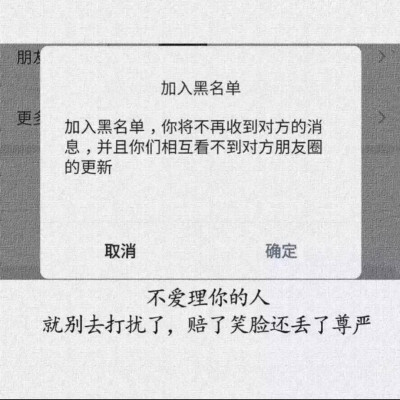 朋友
加入黑名单
更多
加入黑名单,你将不再收到对方的消
息,并且你们相互看不到对方朋友圈
的更新
取消
确定
不爱理你的人
就别去打扰了,赔了笑脸还丢了尊严